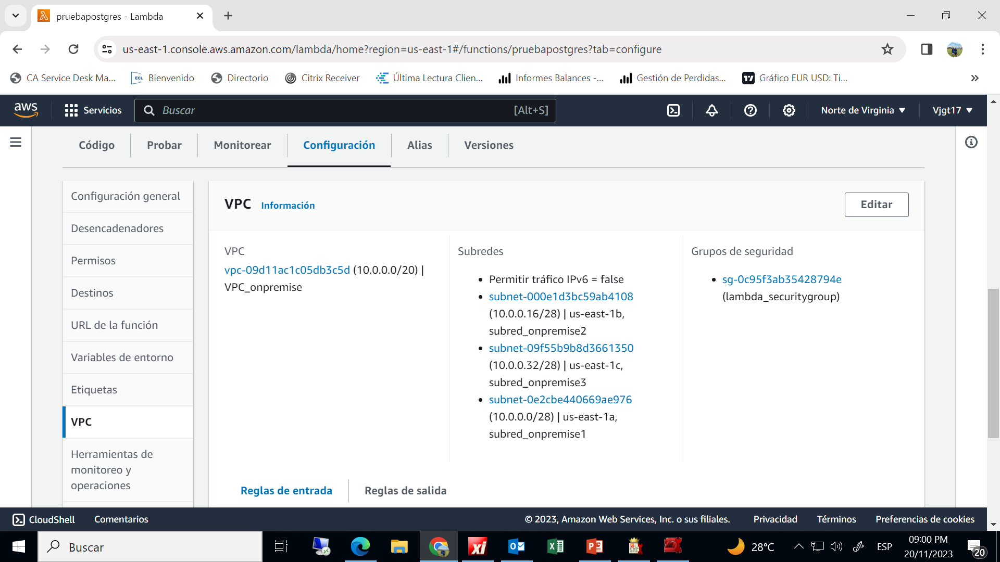 pruebapostgres - Lambda
us-east-1.console.aws.amazon.com/lambda/home?region=us-east-1#/functions/pruebapostgres?tab=configure
CA Service Desk Ma...
ECL
Bienvenido
Directorio
Citrix Receiver
Última Lectura Clien...
Informes Balances -...
Gestión de Perdidas...
Gráfico EUR USD: Ti...
aws
Servicios
Buscar
[Alt+S]
Norte de Virginia
Vjgt17
Código
Probar
Monitorear
Configuración
Alias
Versiones
Configuración general
Desencadenadores
Permisos
Destinos
URL de la función
Variables de entorno
Etiquetas
VPC
Herramientas de
monitoreo y
operaciones
VPC Información
Editar
VPC
vpc-09d11ac1c05db3c5d (10.0.0.0/20) |
VPC_onpremise
Subredes
Permitir tráfico IPv6 = false
subnet-000e1d3bc59ab4108
(10.0.0.16/28) | us-east-1b,
subred_onpremise2
subnet-09f55b9b8d3661350
(10.0.0.32/28) | us-east-1c,
subred_onpremise3
subnet-0e2cbe440669ae976
(10.0.0.0/28) | us-east-1a,
subred_onpremise1
Grupos de seguridad
sg-0c95f3ab35428794e
(lambda_securitygroup)
Reglas de entrada
Reglas de salida
CloudShell
Comentarios
© 2023, Amazon Web Services, Inc. o sus filiales.
Privacidad
Términos
Preferencias de cookies
Buscar
xi
28°C
ESP
09:00 PM
20/11/2023
20